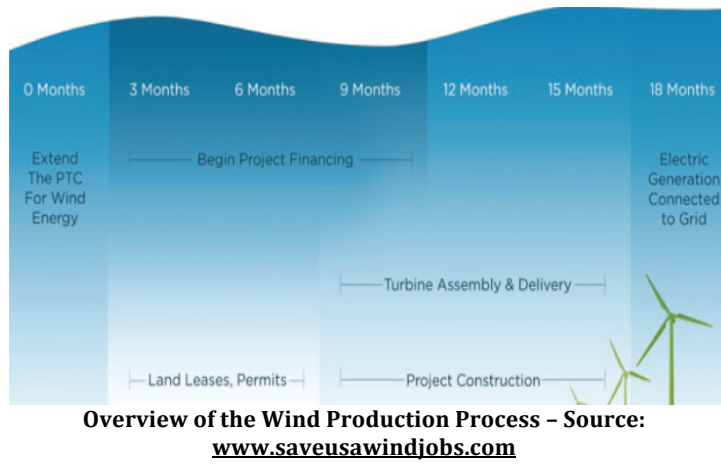 0 Months 3 Months 6 Months 9 Months 12 Months 15 Months 18 Months
Extend
The PTC
For Wind
Energy
Begin Project Financing
Electric
Generation
Connected
to Grid
Turbine Assembly & Delivery
Land Leases, Permits
Project Construction
Overview of the Wind Production Process – Source:
www.saveusawindjobs.com